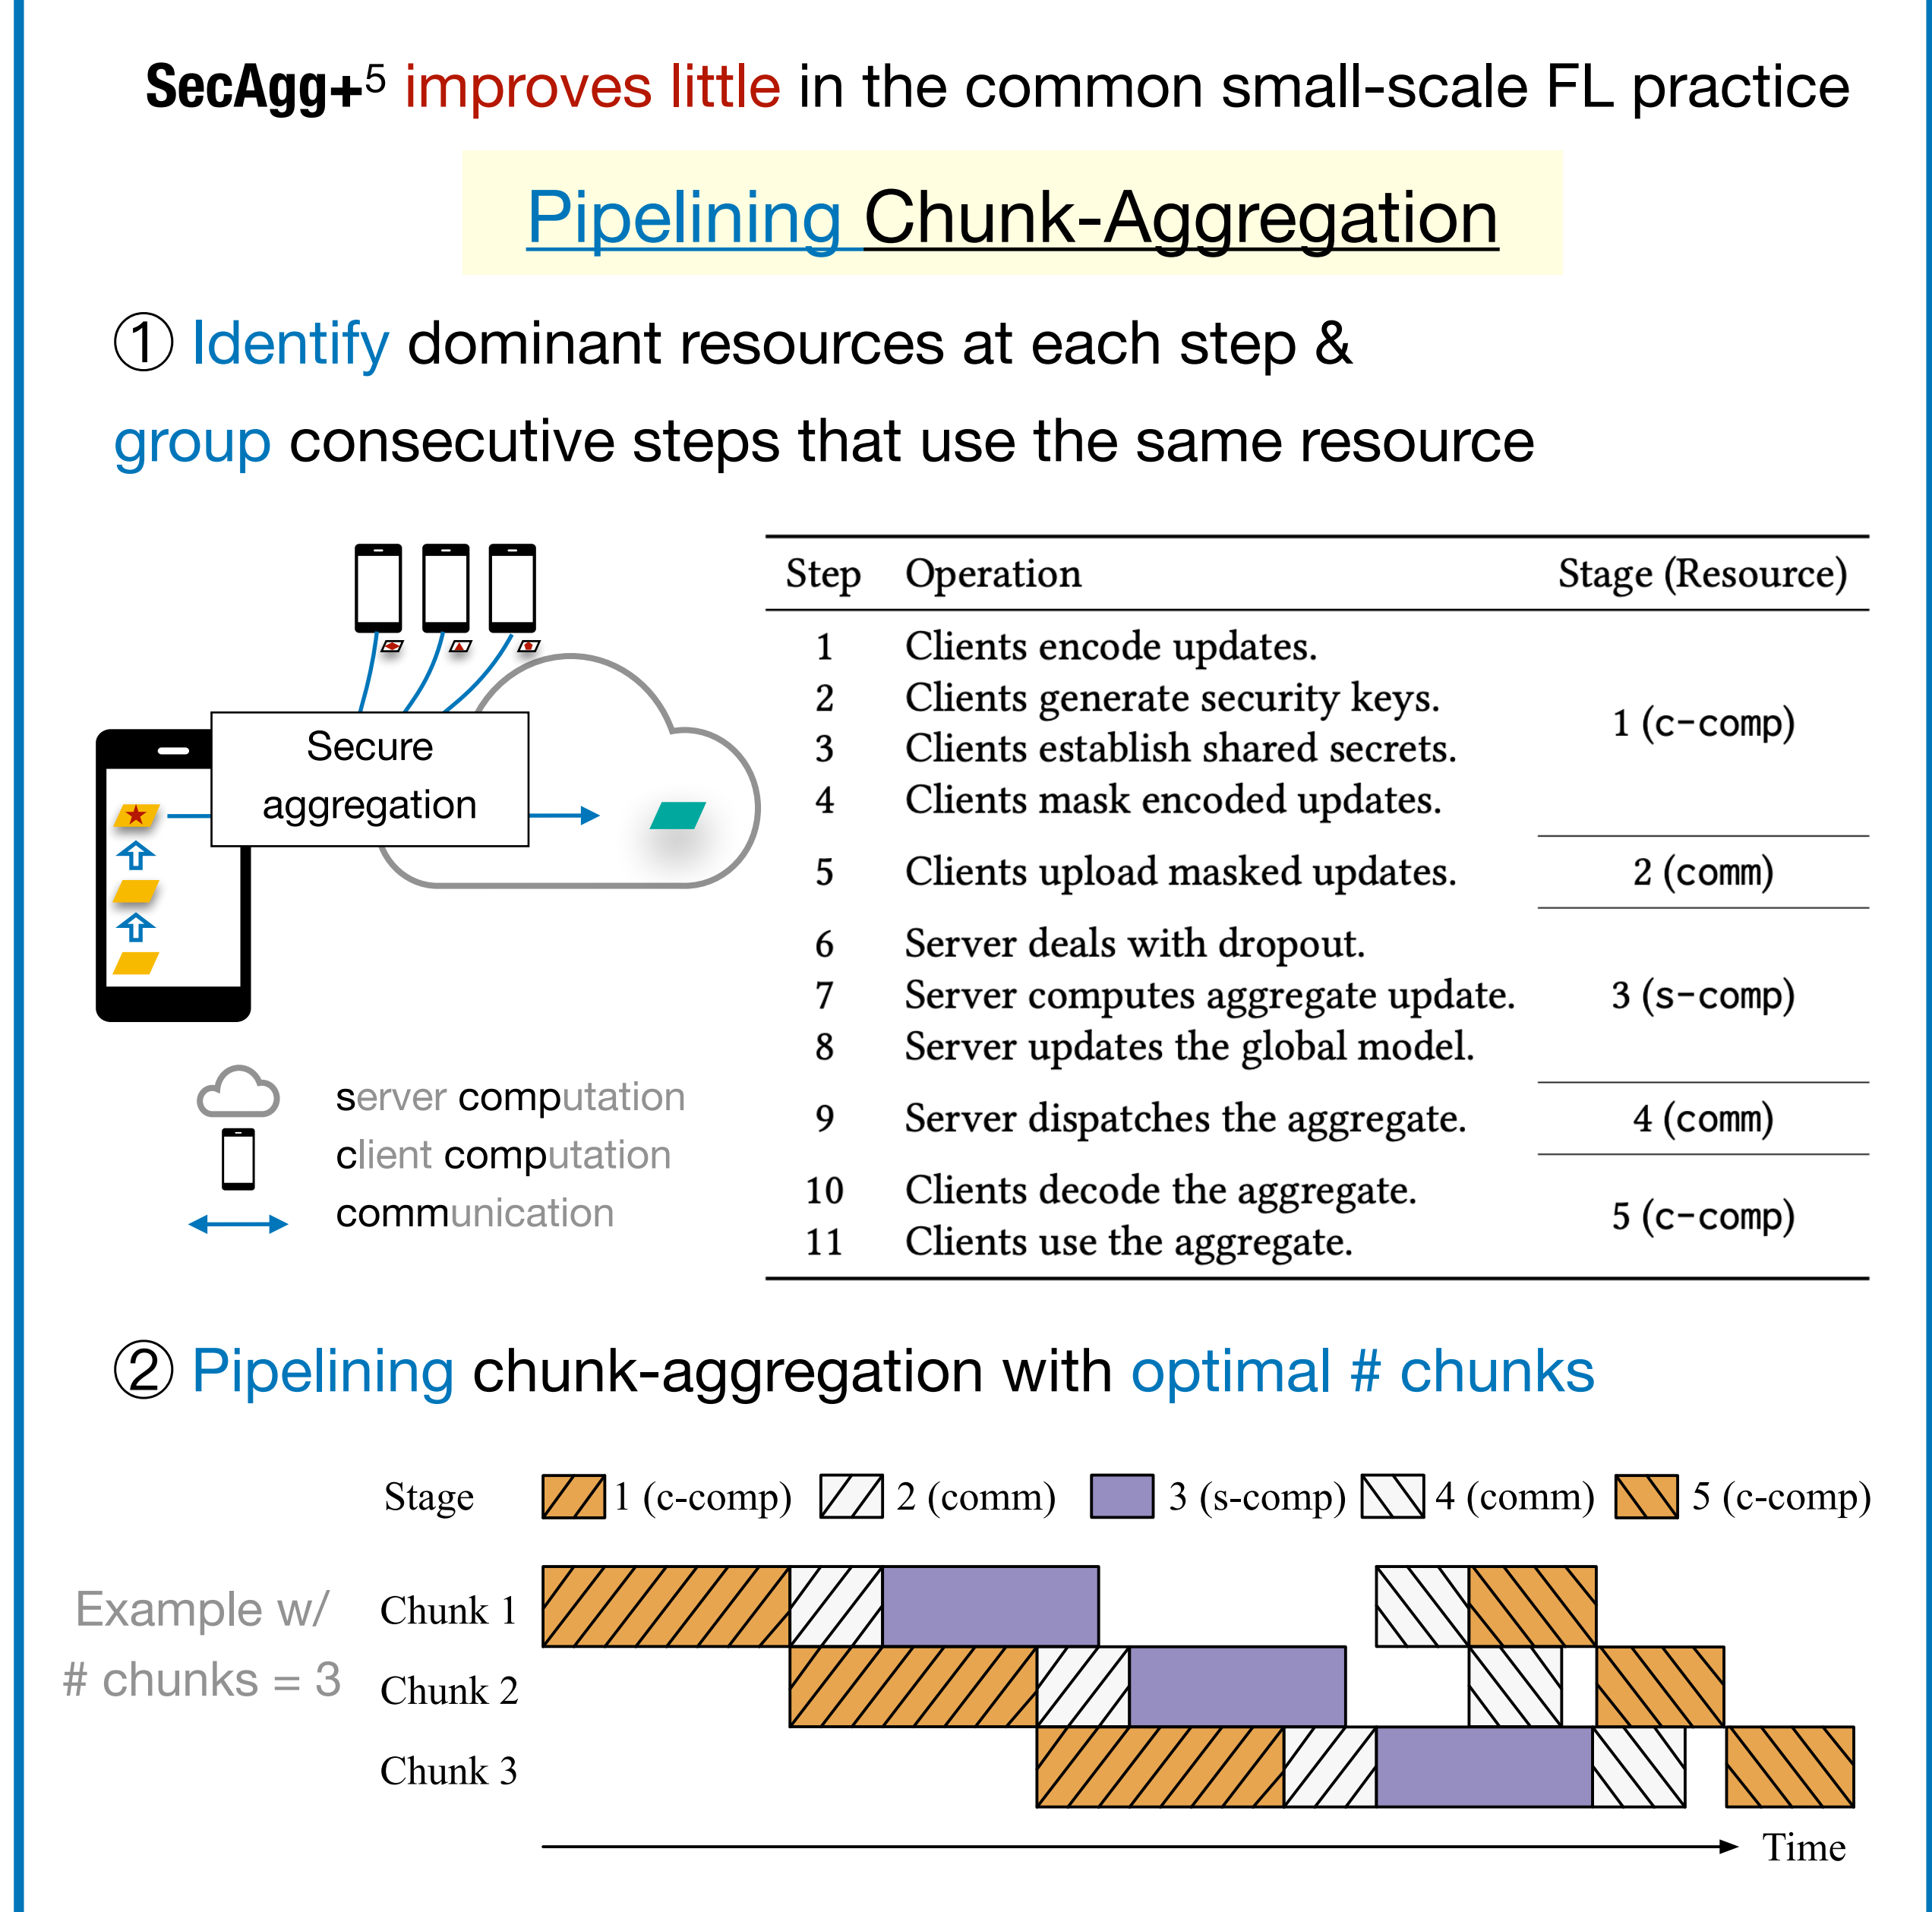 SecAgg+5 improves little in the common small-scale FL practice
Pipelining Chunk-Aggregation
① Identify dominant resources at each step &
group consecutive steps that use the same resource
Secure
aggregation
server computation
client computation
communication
Step Operation Stage (Resource)
1 Clients encode updates.
2 Clients generate security keys.
3 Clients establish shared secrets.
4 Clients mask encoded updates.
1 (c-comp)
5 Clients upload masked updates. 2 (comm)
6 Server deals with dropout.
7 Server computes aggregate update. 3 (s-comp)
8 Server updates the global model.
9 Server dispatches the aggregate. 4 (comm)
10 Clients decode the aggregate.
11 Clients use the aggregate.
5 (c-comp)
② Pipelining chunk-aggregation with optimal # chunks
Stage 1 (c-comp) 2 (comm) 3 (s-comp) 4 (comm) 5 (c-comp)
Example w/
# chunks = 3
Chunk 1
Chunk 2
Chunk 3
Time